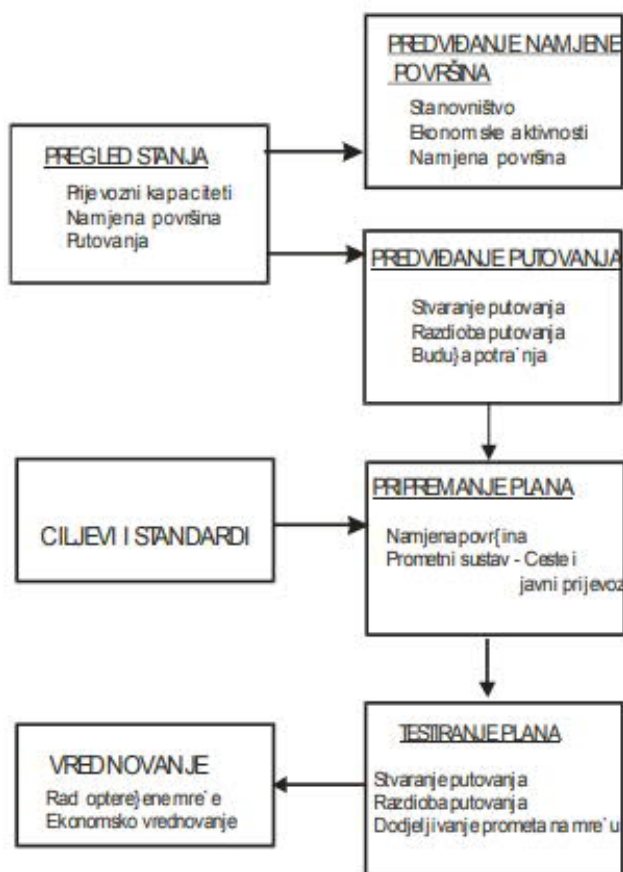 PREDVIĐANJE NAMJENE
POVRŠINA
Stanovništvo
Ekonomske aktivnosti
Namjena površina
PREGLED STANJA
Prijevozni kapaciteti
Namjena površina
Putovanja
PREDVIĐANJE PUTOVANJA
Stvaranje putovanja
Razdioba putovanja
Budu}a potra`nja
CILJEVI I STANDARDI
PRIPREMANJE PLANA
Namjena povr{ina
Prometni sustav - Ceste i
javni prijevoz
VREDNOVANJE
Rad optere}ene mre`e
Ekonomsko vrednovanje
TESTIRANJE PLANA
Stvaranje putovanja
Razdioba putovanja
Dodjeljivanje prometa na mre`u